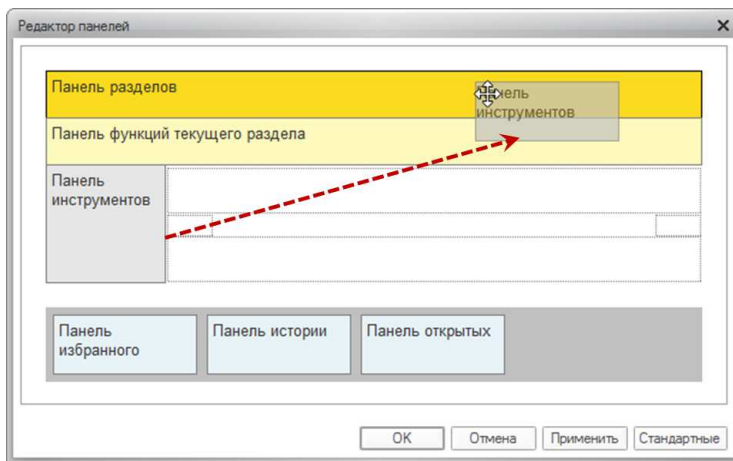 Редактор панелей
Панель разделов
Панель
инструментов
Панель функций текущего раздела
Панель
инструментов
Панель
избранного
Панель истории
Панель открытых
OK
Отмена
Применить
Стандартные